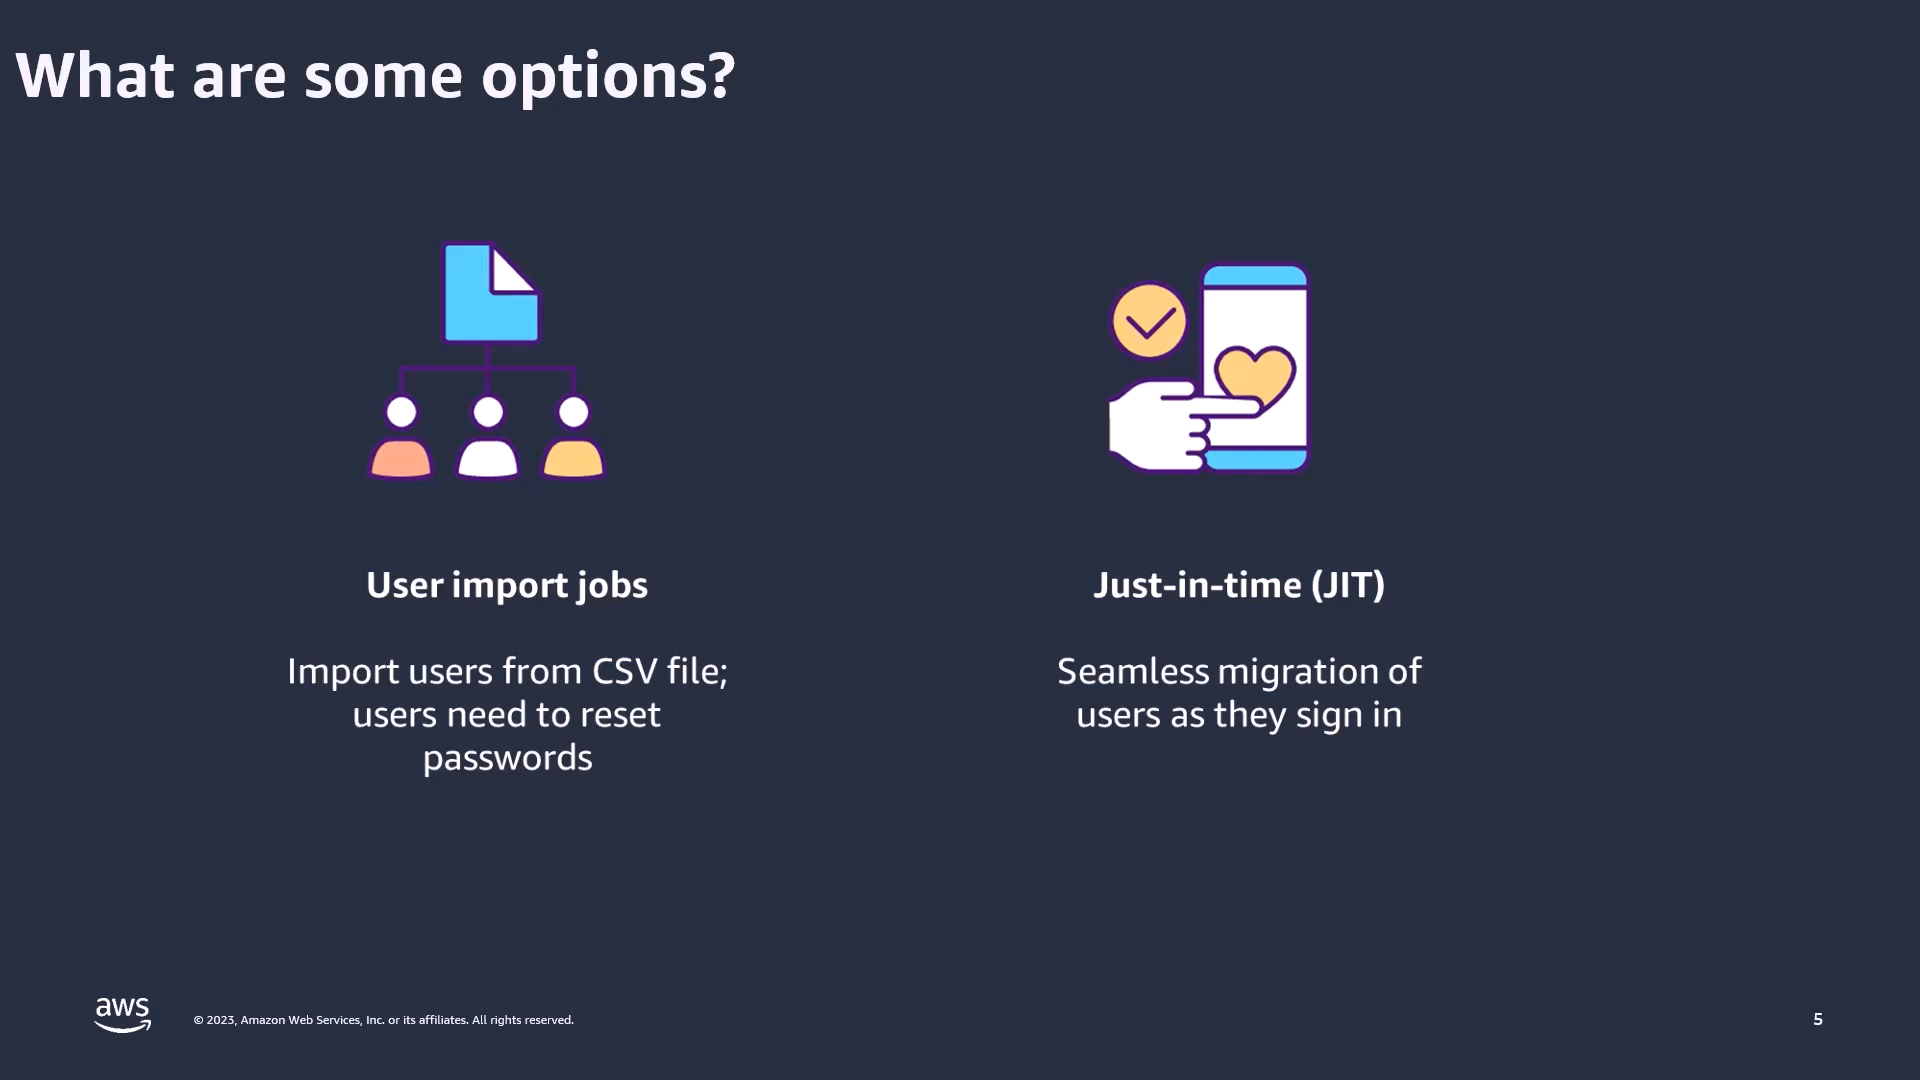 What are some options?
User import jobs
Import users from CSV file;
users need to reset
passwords
Just-in-time (JIT)
Seamless migration of
users as they sign in
aws
© 2023, Amazon Web Services, Inc. or its affiliates. All rights reserved.
5